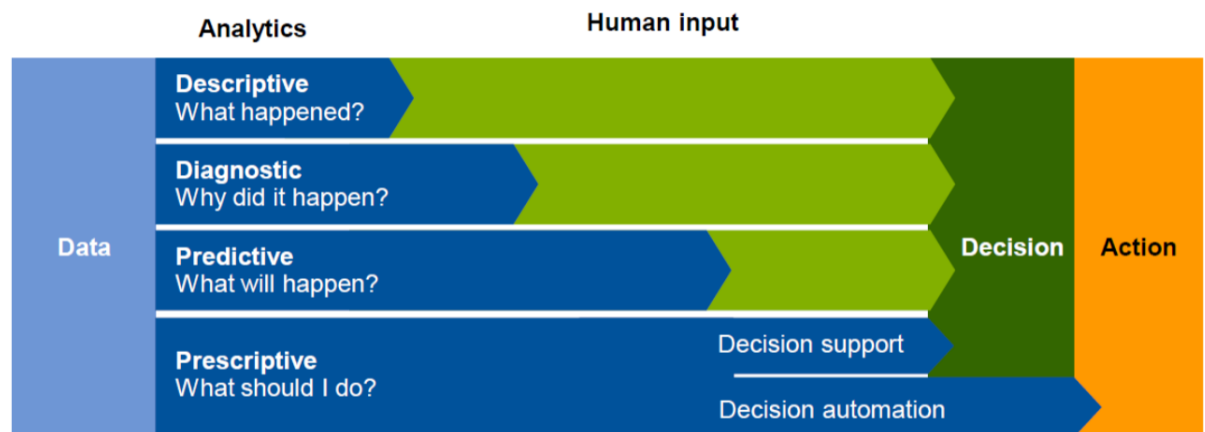 Analytics
Human input
Data
Descriptive
What happened?
Diagnostic
Why did it happen?
Predictive
What will happen?
Prescriptive
What should I do?
Decision support
Decision automation
Decision
Action